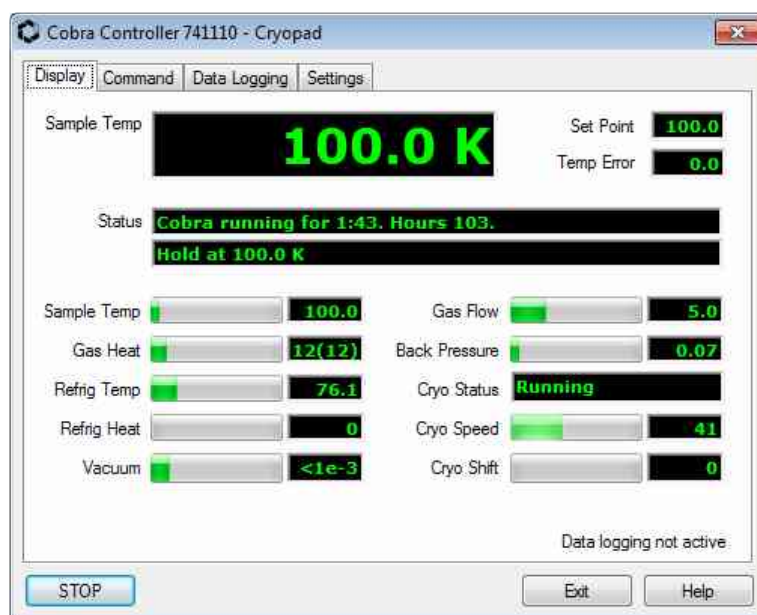 Cobra Controller 741110 - Cryopad
Display Command Data Logging Settings
Sample Temp 100.0 K Set Point 100.0
Temp Error 0.0
Status Cobra running for 1:43. Hours 103.
Hold at 100.0 K
Sample Temp 100.0 Gas Flow 5.0
Gas Heat 12(12) Back Pressure 0.07
Refrig Temp 76.1 Cryo Status Running
Refrig Heat 0 Cryo Speed 41
Vacuum <1e-3 Cryo Shift 0
Data logging not active
STOP Exit Help